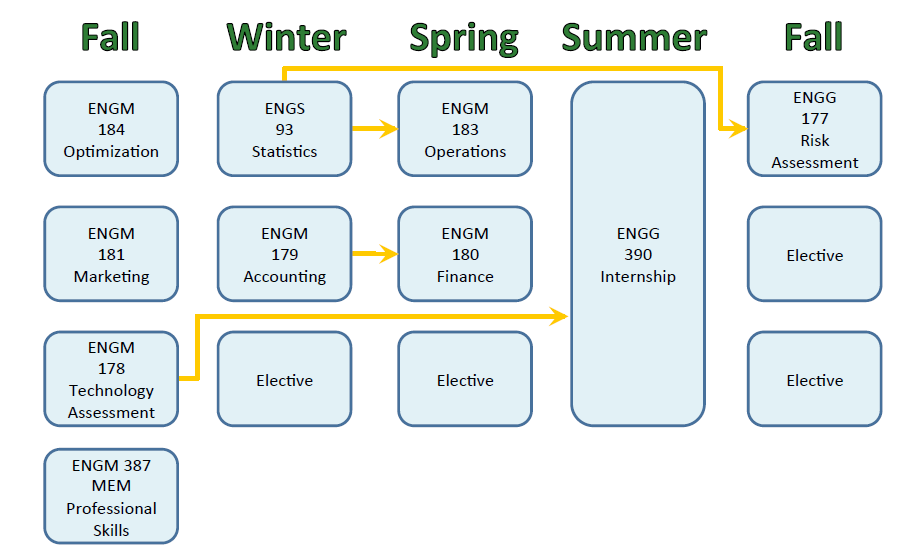 Fall
Winter
Spring
Summer
Fall
ENGM
184
Optimization
ENGS
93
Statistics
ENGM
183
Operations
ENGG
177
Risk
Assessment
ENGM
181
Marketing
ENGM
179
Accounting
ENGM
180
Finance
ENGG
390
Internship
Elective
ENGM
178
Technology
Assessment
Elective
Elective
Elective
ENGM 387
MEM
Professional
Skills